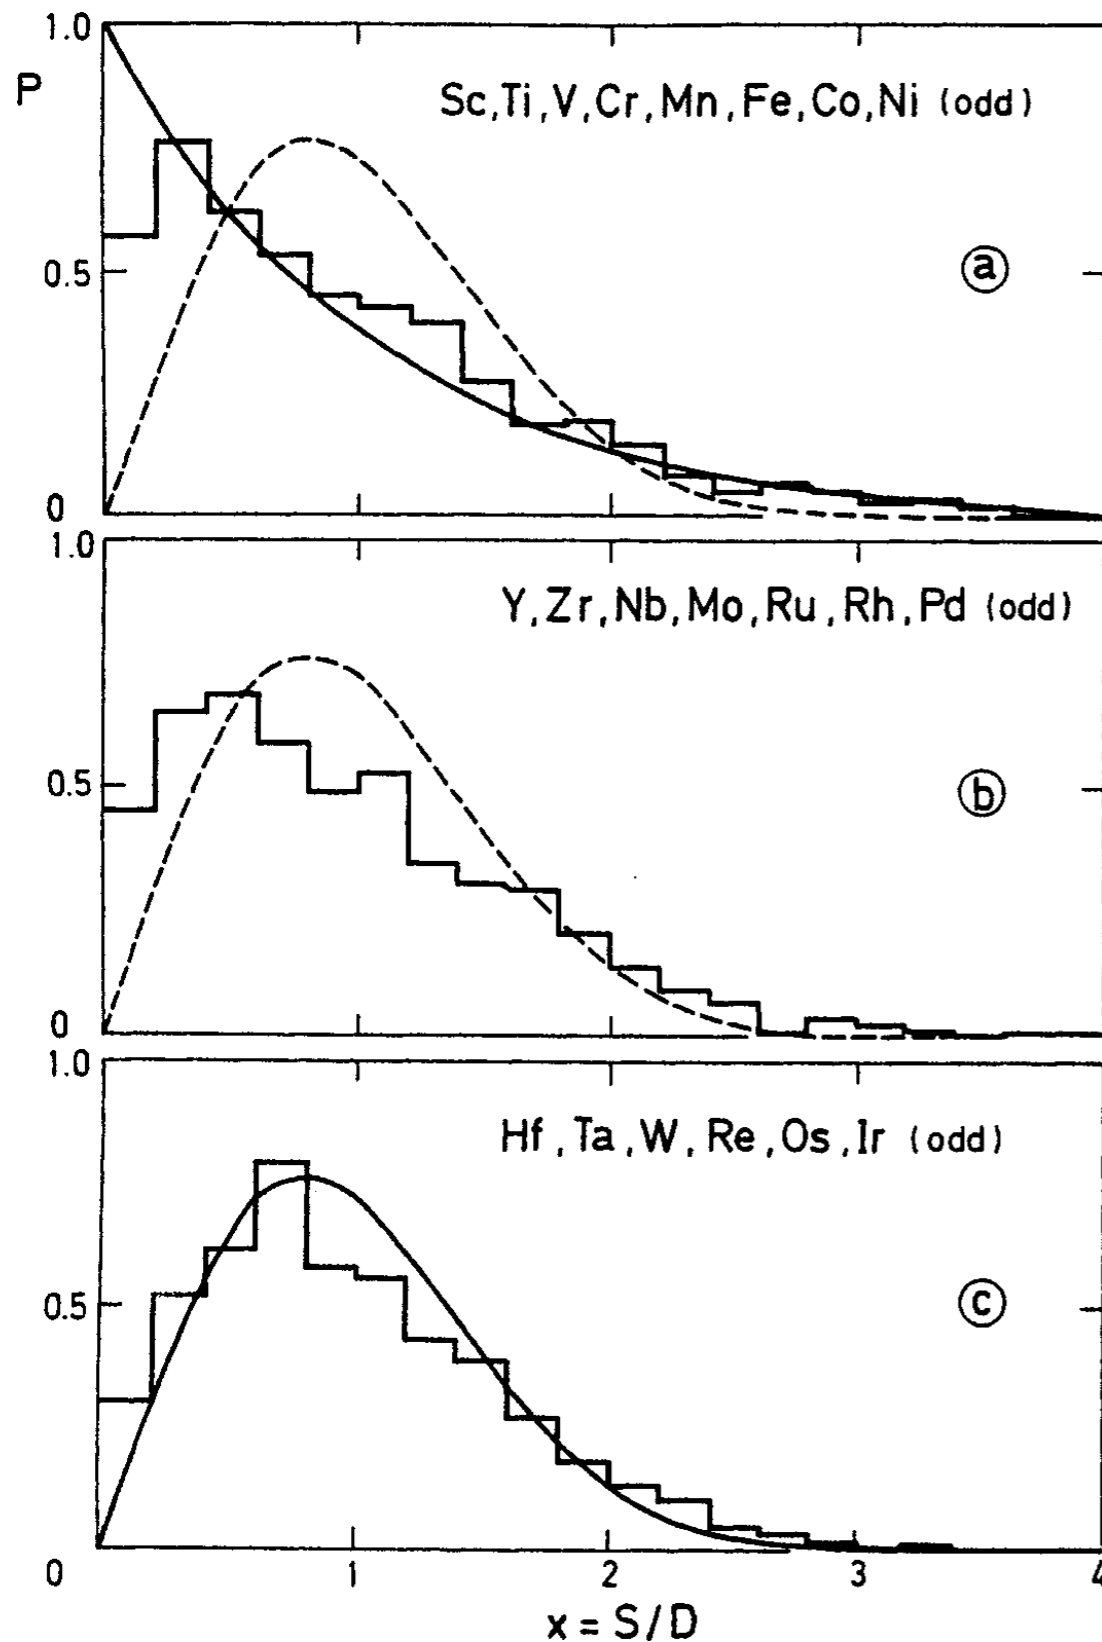 1.0
P
Sc,Ti,V,Cr,Mn,Fe,Co,Ni (odd)
0.5
a
0
1.0
Y,Zr,Nb,Mo,Ru,Rh,Pd (odd)
0.5
b
0
1.0
Hf,Ta,W,Re,Os,Ir (odd)
0.5
c
0 1 2 3 4
x = S/D